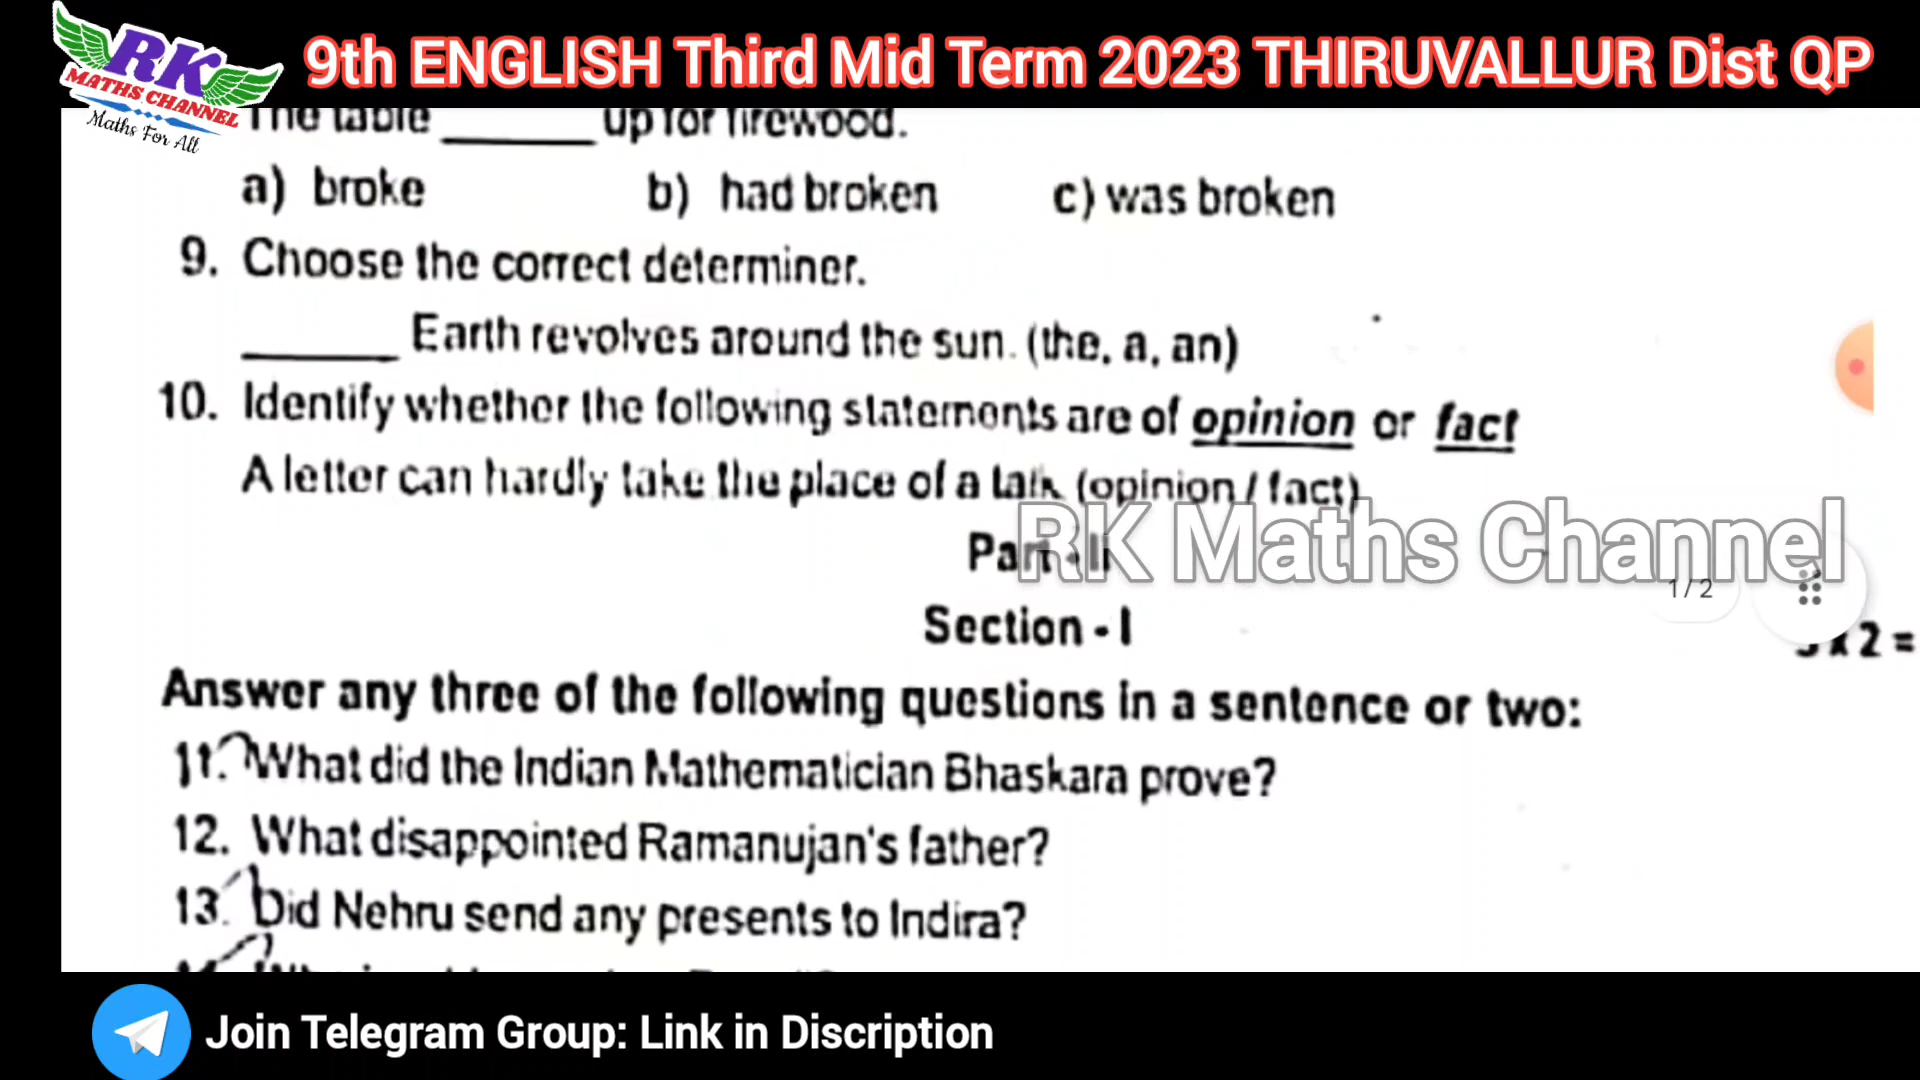 9th ENGLISH Third Mid Term 2023 THIRUVALLUR Dist QP
RK
MATHS CHANNEL
Maths For All
The table ______ up for firewood.
a) broke b) had broken c) was broken
9. Choose the correct determiner.
______ Earth revolves around the sun. (the, a, an)
10. Identify whether the following statements are of opinion or fact
A letter can hardly take the place of a talk (opinion / fact)
Part - II
RK Maths Channel
1 / 2
Section - I
x 2 =
Answer any three of the following questions in a sentence or two:
11. What did the Indian Mathematician Bhaskara prove?
12. What disappointed Ramanujan's father?
13. Did Nehru send any presents to Indira?
Join Telegram Group: Link in Discription